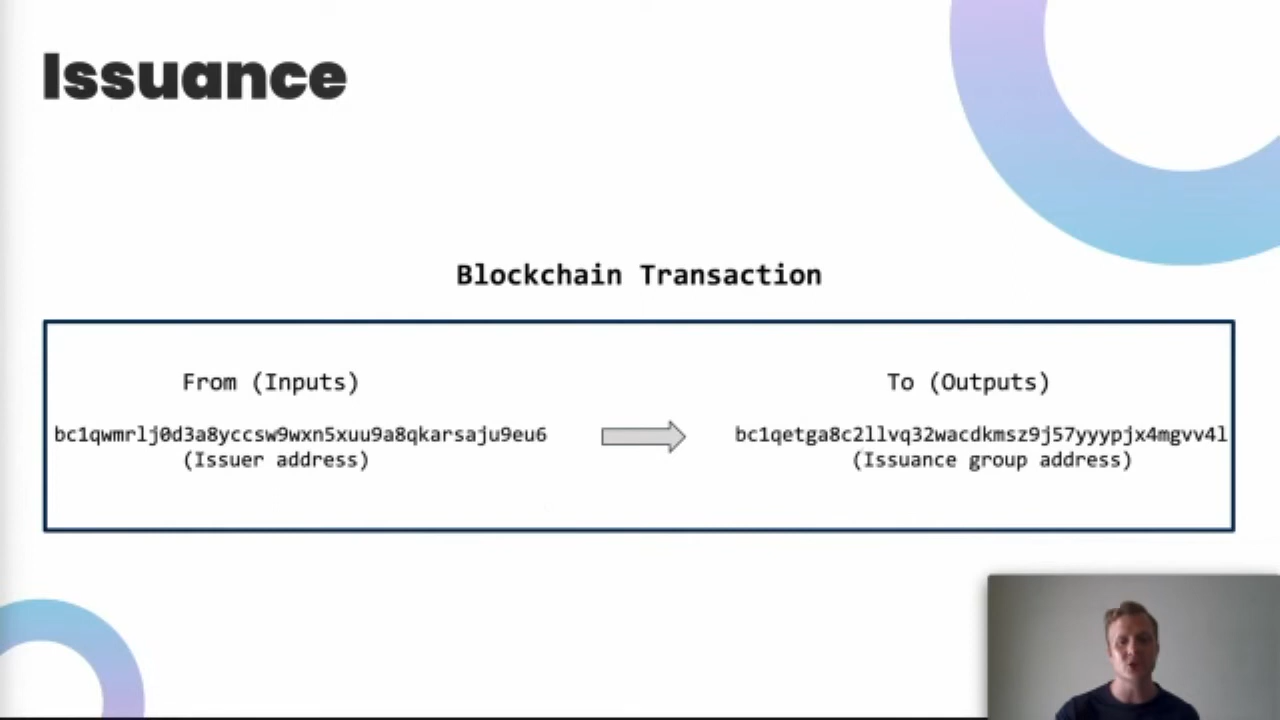 Issuance
Blockchain Transaction
From (Inputs)
To (Outputs)
bc1qwmrlj0d3a8yccsw9wxn5xuu9a8qkarsaju9eu6
bc1qetga8c2llvq32wacdkmsz9j57yyypjx4mgvv4l
(Issuer address)
(Issuance group address)